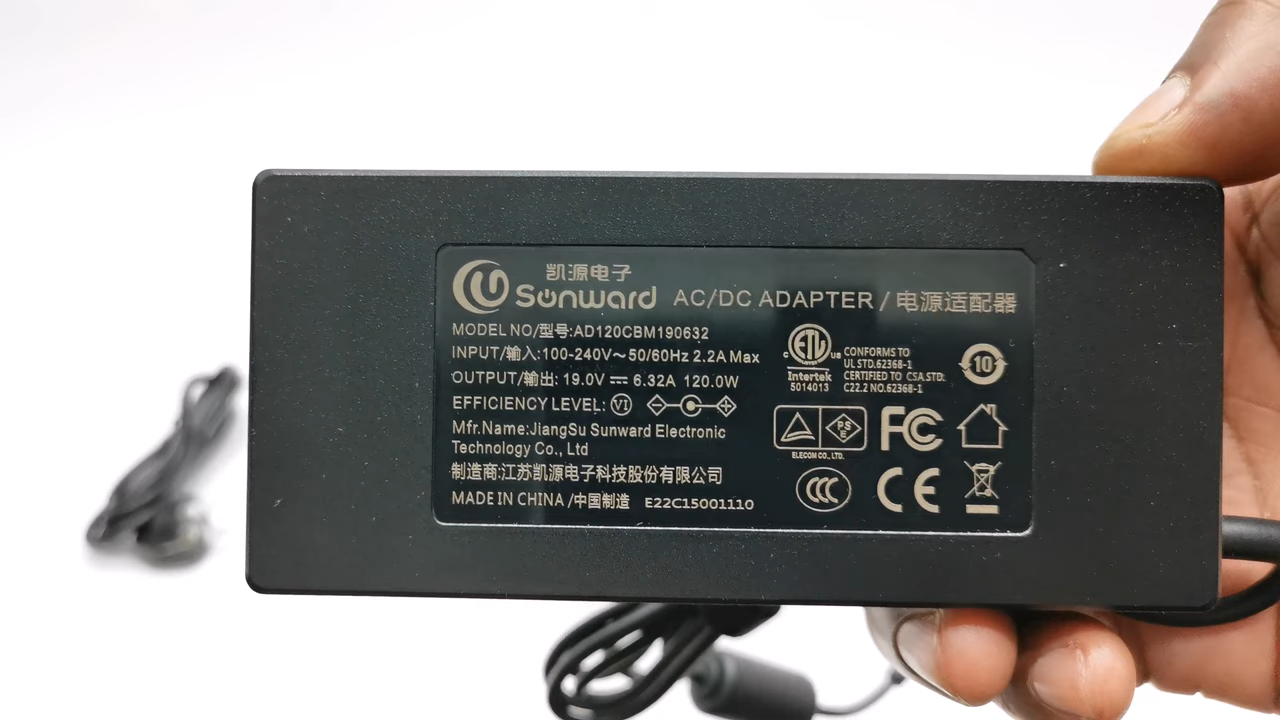 凯源电子
Sunward AC/DC ADAPTER / 电源适配器
MODEL NO/型号:AD120CBM190632
INPUT/输入:100-240V～50/60Hz 2.2A Max
OUTPUT/输出: 19.0V⎓ 6.32A 120.0W
EFFICIENCY LEVEL: VI
Mfr.Name:JiangSu Sunward Electronic
Technology Co., Ltd
制造商:江苏凯源电子科技股份有限公司
MADE IN CHINA /中国制造 E22C15001110
ETL
C US
Intertek
5014013
CONFORMS TO
UL STD.62368-1
CERTIFIED TO CSA STD.
C22.2 NO.62368-1
10
PS
E
ELECOM CO., LTD.
FC
CCC
CE